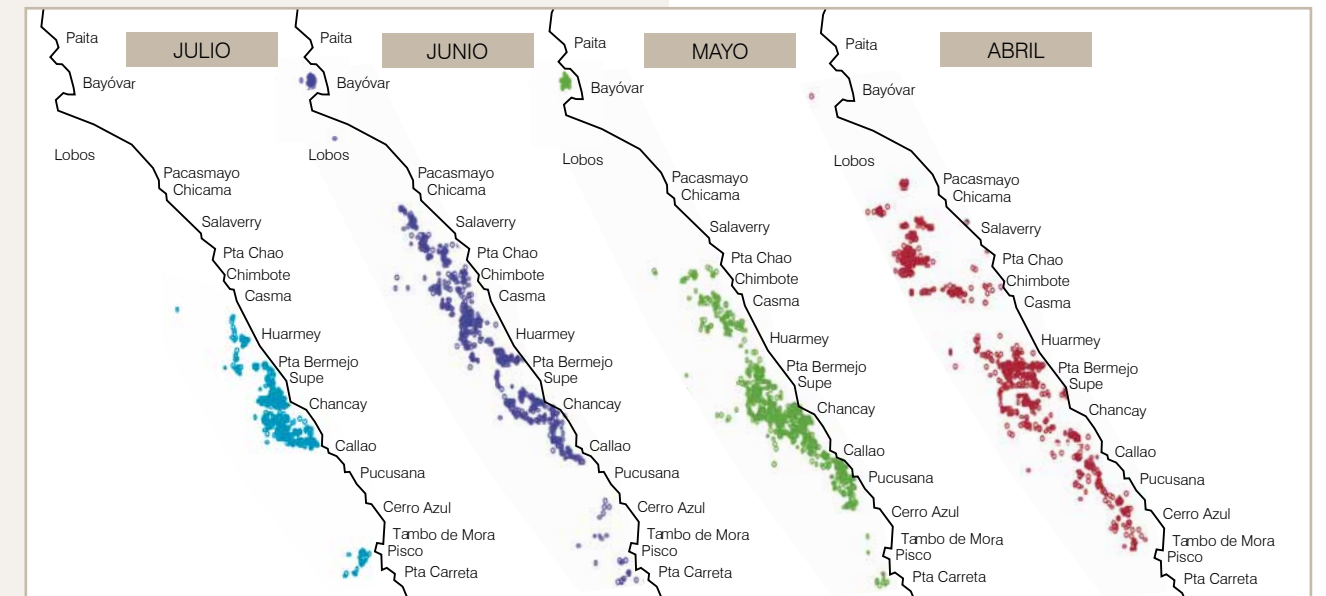 JULIO
Paita
Bayóvar
Lobos
Pacasmayo
Chicama
Salaverry
Pta Chao
Chimbote
Casma
Huarmey
Pta Bermejo
Supe
Chancay
Callao
Pucusana
Cerro Azul
Tambo de Mora
Pisco
Pta Carreta
JUNIO
Paita
Bayóvar
Lobos
Pacasmayo
Chicama
Salaverry
Pta Chao
Chimbote
Casma
Huarmey
Pta Bermejo
Supe
Chancay
Callao
Pucusana
Cerro Azul
Tambo de Mora
Pisco
Pta Carreta
MAYO
Paita
Bayóvar
Lobos
Pacasmayo
Chicama
Salaverry
Pta Chao
Chimbote
Casma
Huarmey
Pta Bermejo
Supe
Chancay
Callao
Pucusana
Cerro Azul
Tambo de Mora
Pisco
Pta Carreta
ABRIL
Paita
Bayóvar
Lobos
Pacasmayo
Chicama
Salaverry
Pta Chao
Chimbote
Casma
Huarmey
Pta Bermejo
Supe
Chancay
Callao
Pucusana
Cerro Azul
Tambo de Mora
Pisco
Pta Carreta